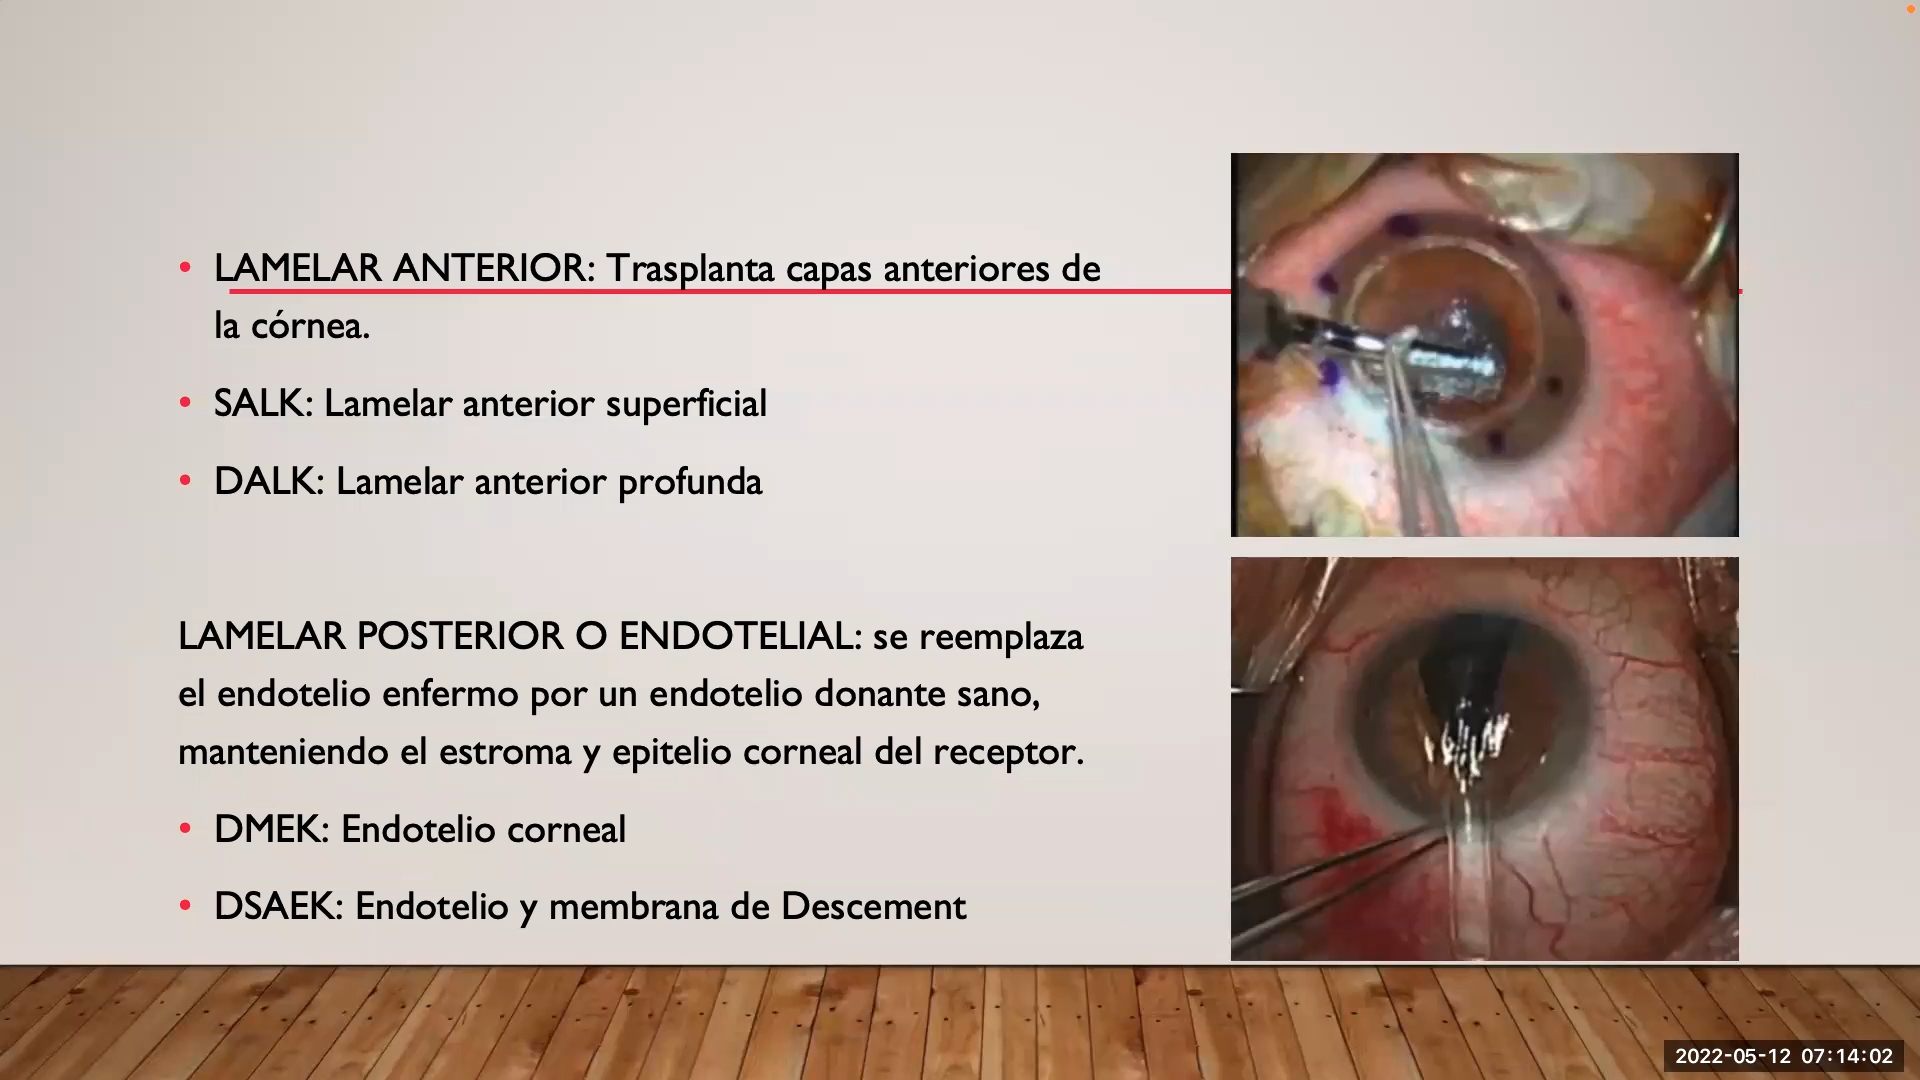 • LAMELAR ANTERIOR: Trasplanta capas anteriores de
la córnea.
• SALK: Lamelar anterior superficial
• DALK: Lamelar anterior profunda
LAMELAR POSTERIOR O ENDOTELIAL: se reemplaza
el endotelio enfermo por un endotelio donante sano,
manteniendo el estroma y epitelio corneal del receptor.
• DMEK: Endotelio corneal
• DSAEK: Endotelio y membrana de Descement
2022-05-12 07:14:02